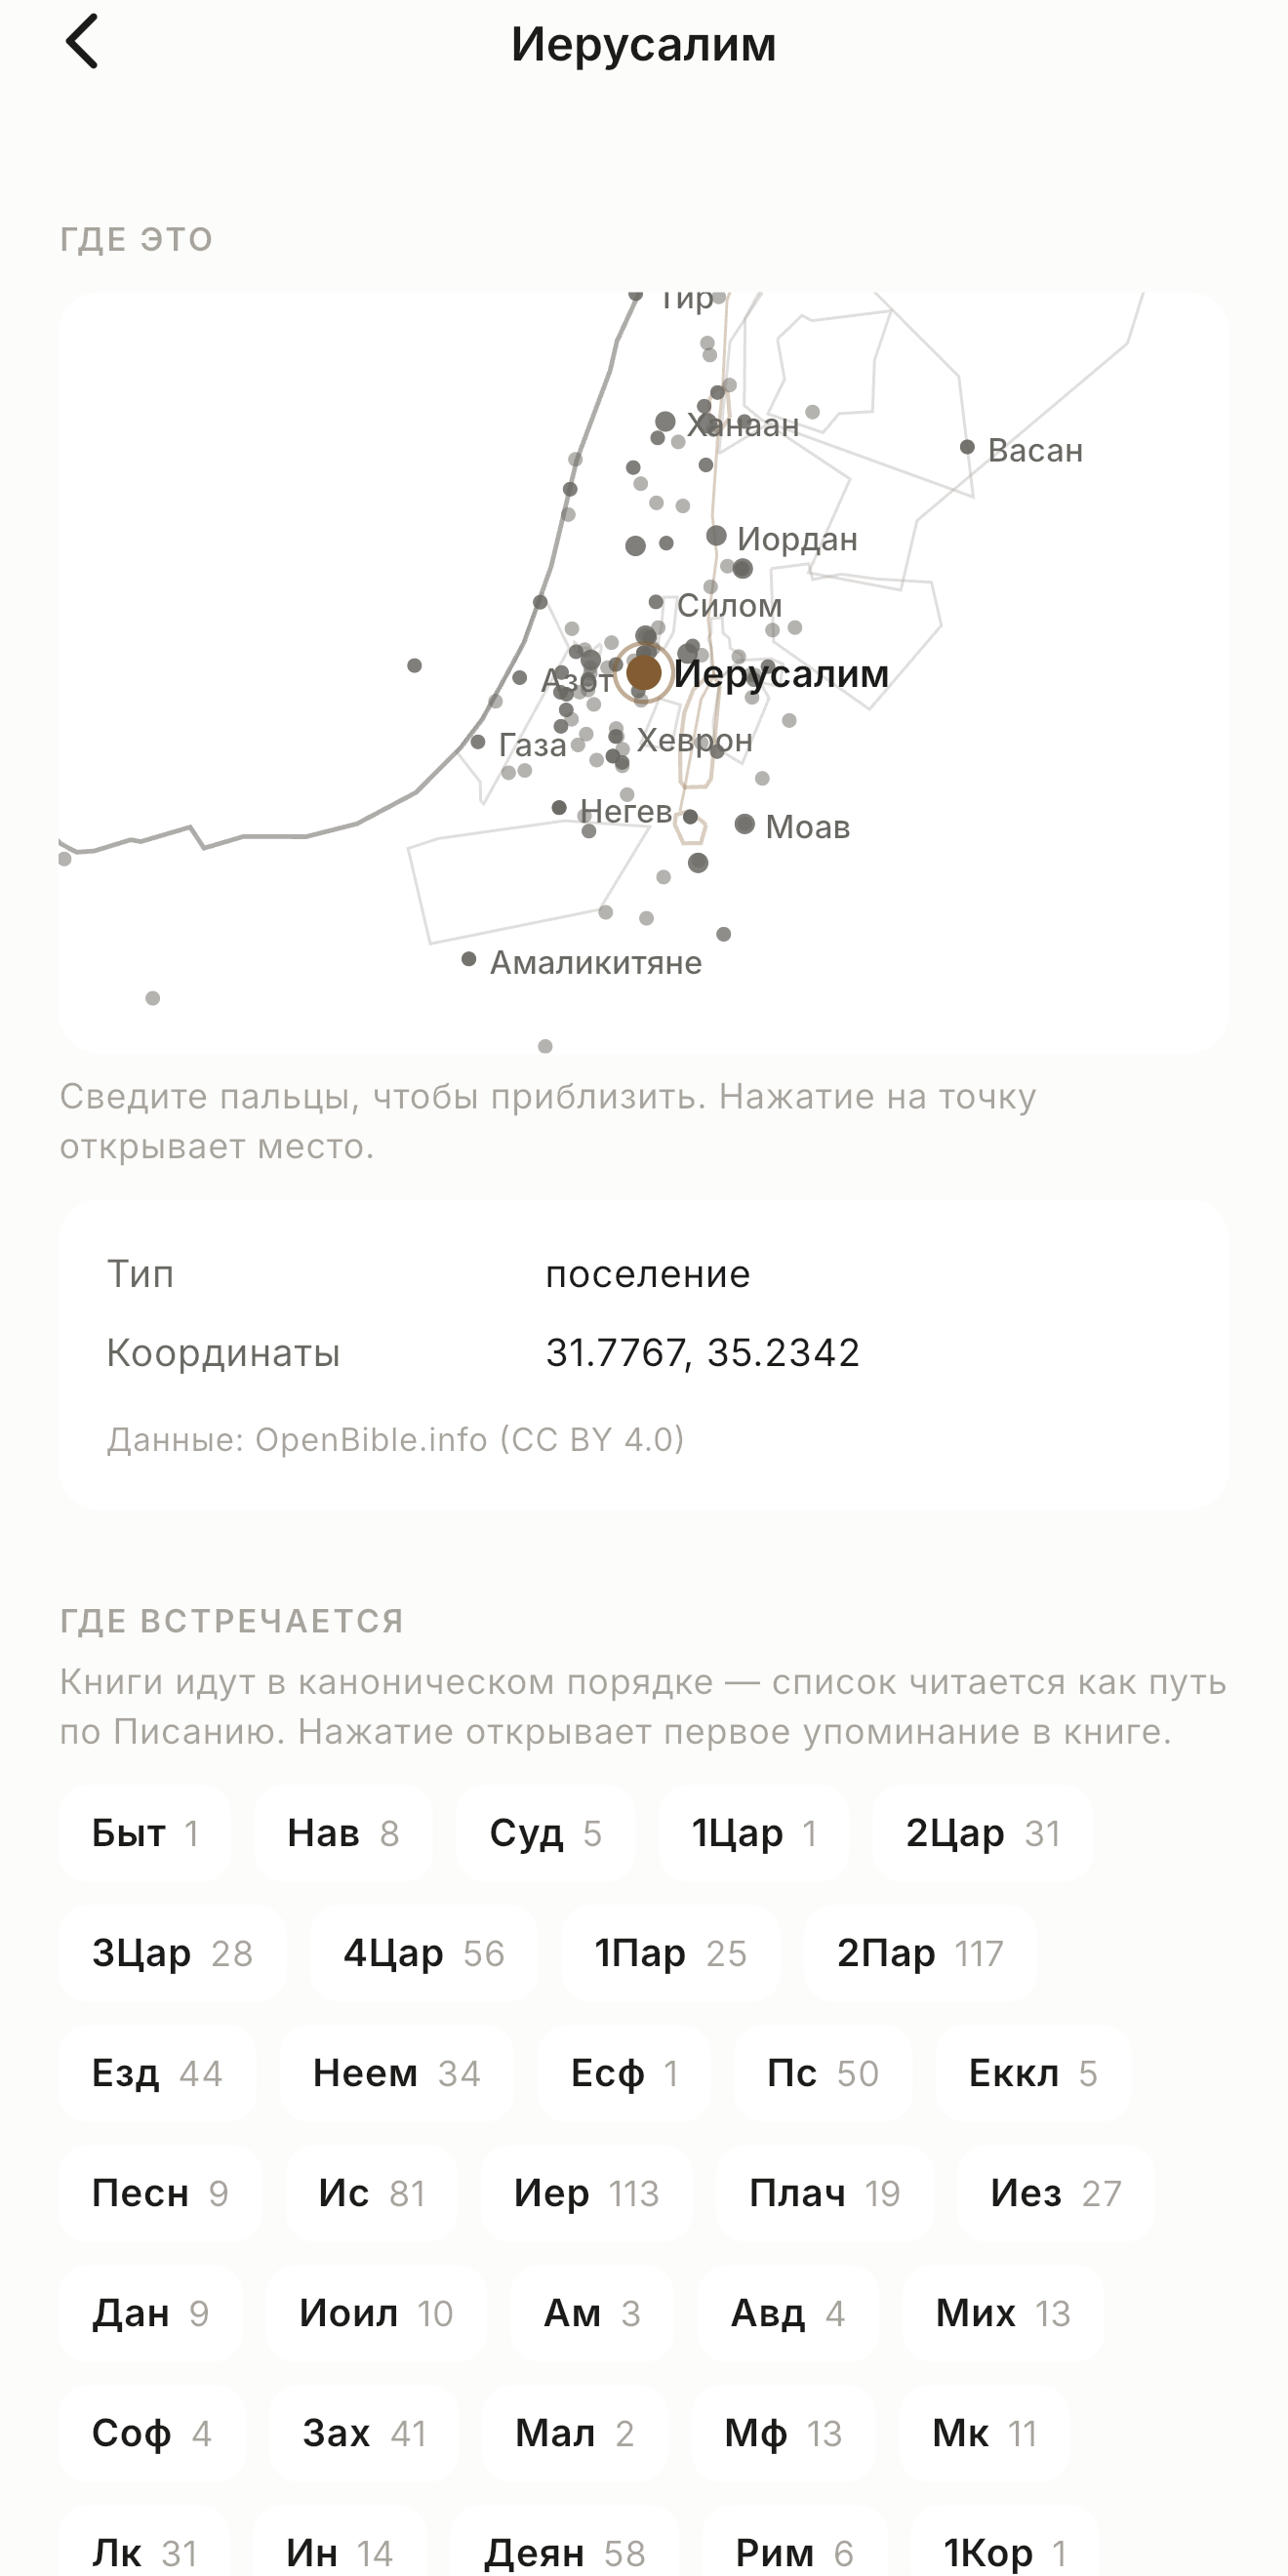 Иерусалим
ГДЕ ЭТО
Тир
Ханаан
Васан
Иордан
Силом
Азот
Иерусалим
Газа
Хеврон
Негев
Моав
Амаликитяне
Сведите пальцы, чтобы приблизить. Нажатие на точку
открывает место.
Тип поселение
Координаты 31.7767, 35.2342
Данные: OpenBible.info (CC BY 4.0)
ГДЕ ВСТРЕЧАЕТСЯ
Книги идут в каноническом порядке — список читается как путь
по Писанию. Нажатие открывает первое упоминание в книге.
Быт 1 Нав 8 Суд 5 1Цар 1 2Цар 31
3Цар 28 4Цар 56 1Пар 25 2Пар 117
Езд 44 Неем 34 Есф 1 Пс 50 Еккл 5
Песн 9 Ис 81 Иер 113 Плач 19 Иез 27
Дан 9 Иоил 10 Ам 3 Авд 4 Мих 13
Соф 4 Зах 41 Мал 2 Мф 13 Мк 11
Лк 31 Ин 14 Деян 58 Рим 6 1Кор 1